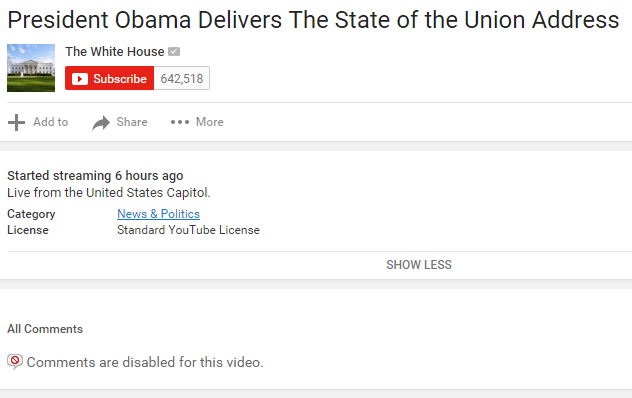 President Obama Delivers The State of the Union Address
The White House
Subscribe 642,518
Add to Share More
Started streaming 6 hours ago
Live from the United States Capitol.
Category News & Politics
License Standard YouTube License
SHOW LESS
All Comments
Comments are disabled for this video.